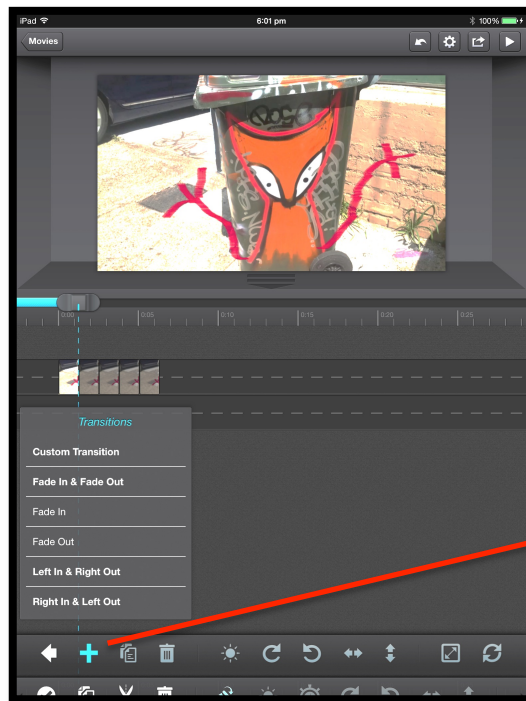 iPad 6:01 pm 100%
Movies
0:00 0:05 0:10 0:15 0:20 0:25
Transitions
Custom Transition
Fade In & Fade Out
Fade In
Fade Out
Left In & Right Out
Right In & Left Out